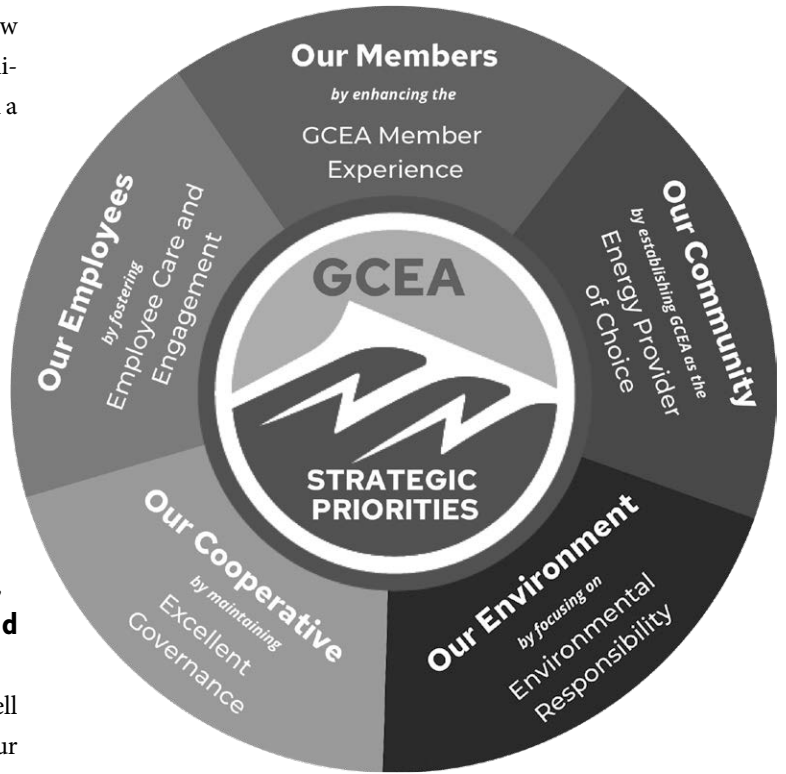 w
i-
a
d
ell
ur
Our Members
by enhancing the
GCEA Member
Experience
Our Community
by establishing GCEA as the
Energy Provider
of Choice
Our Environment
by focusing on
Environmental
Responsibility
Our Cooperative
by maintaining
Excellent
Governance
Our Employees
by fostering
Employee Care and
Engagement
GCEA
STRATEGIC
PRIORITIES